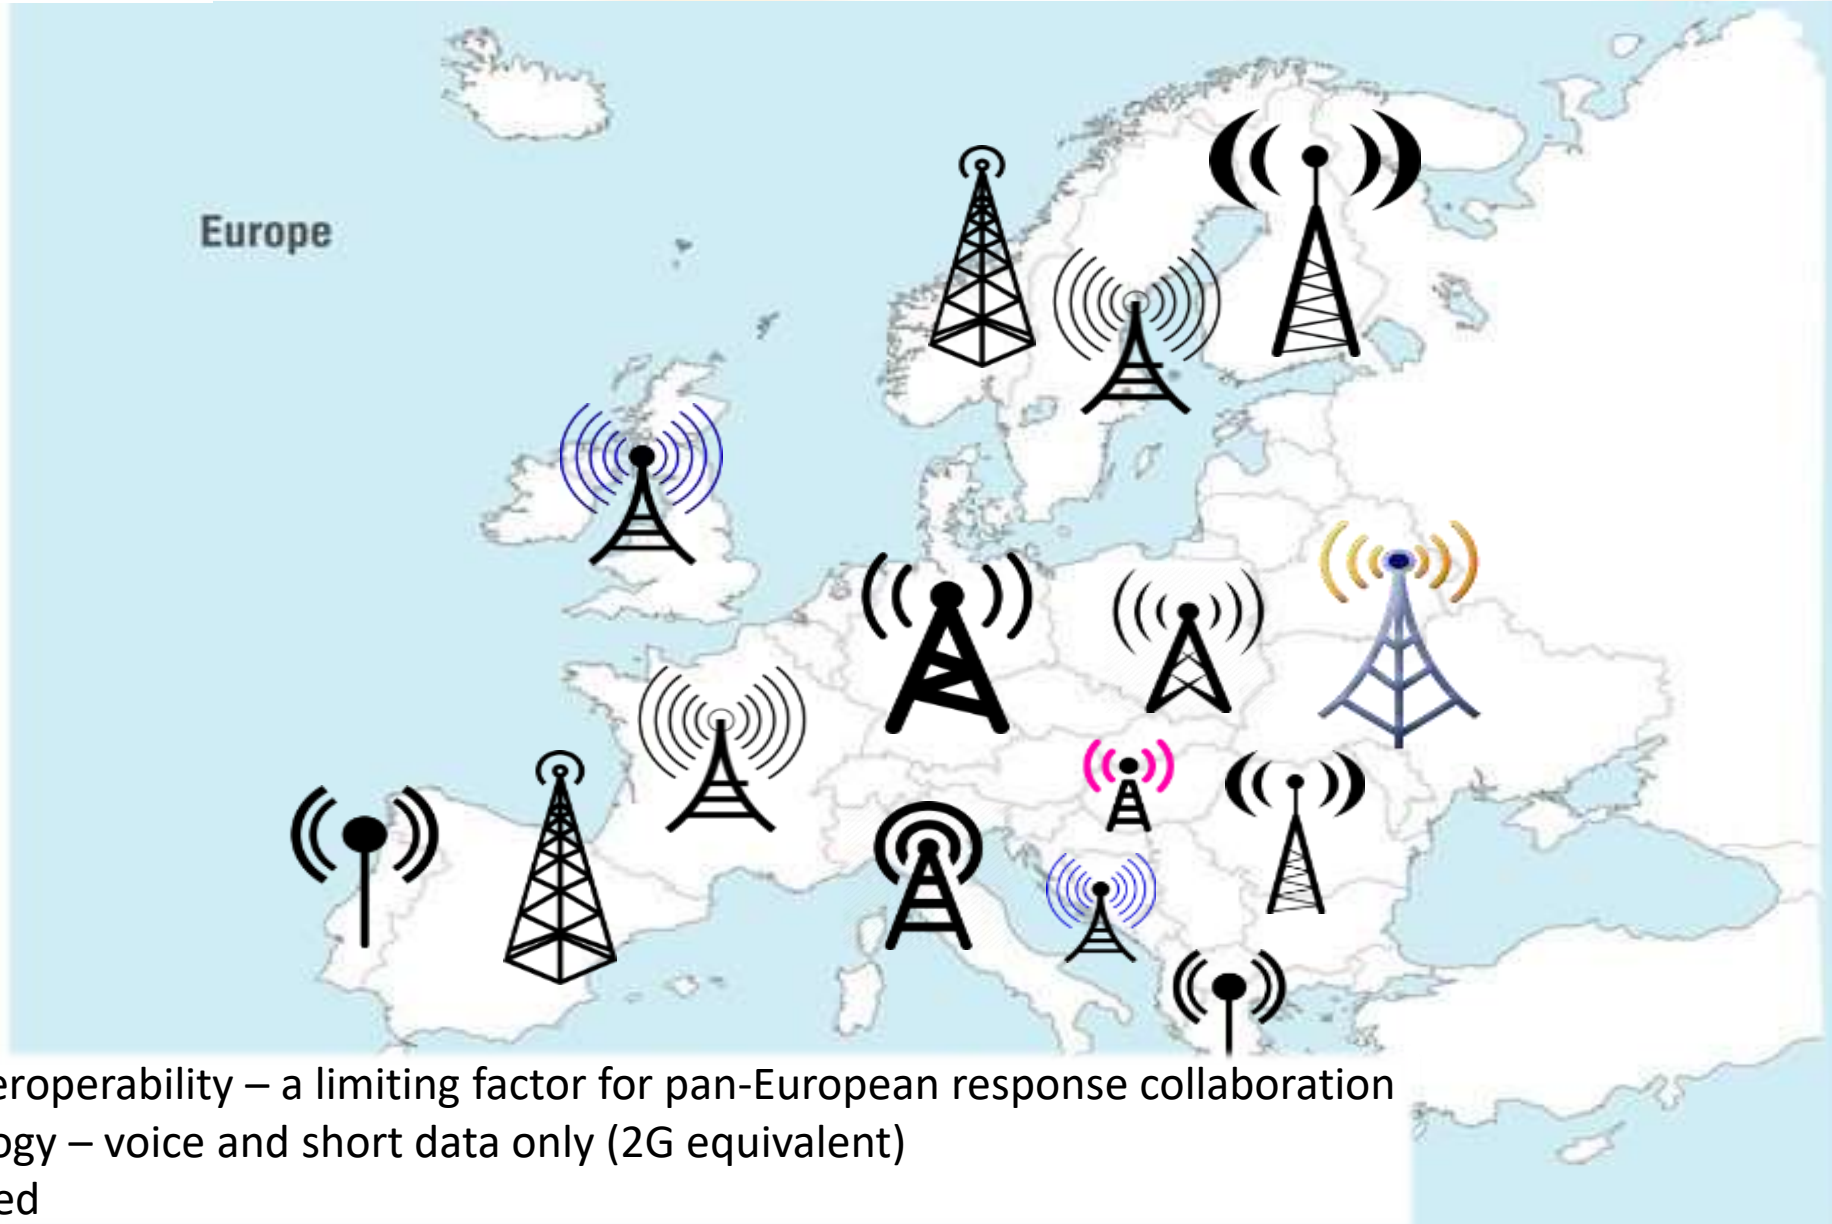 Europe
eroperability – a limiting factor for pan-European response collaboration
ogy – voice and short data only (2G equivalent)
ed